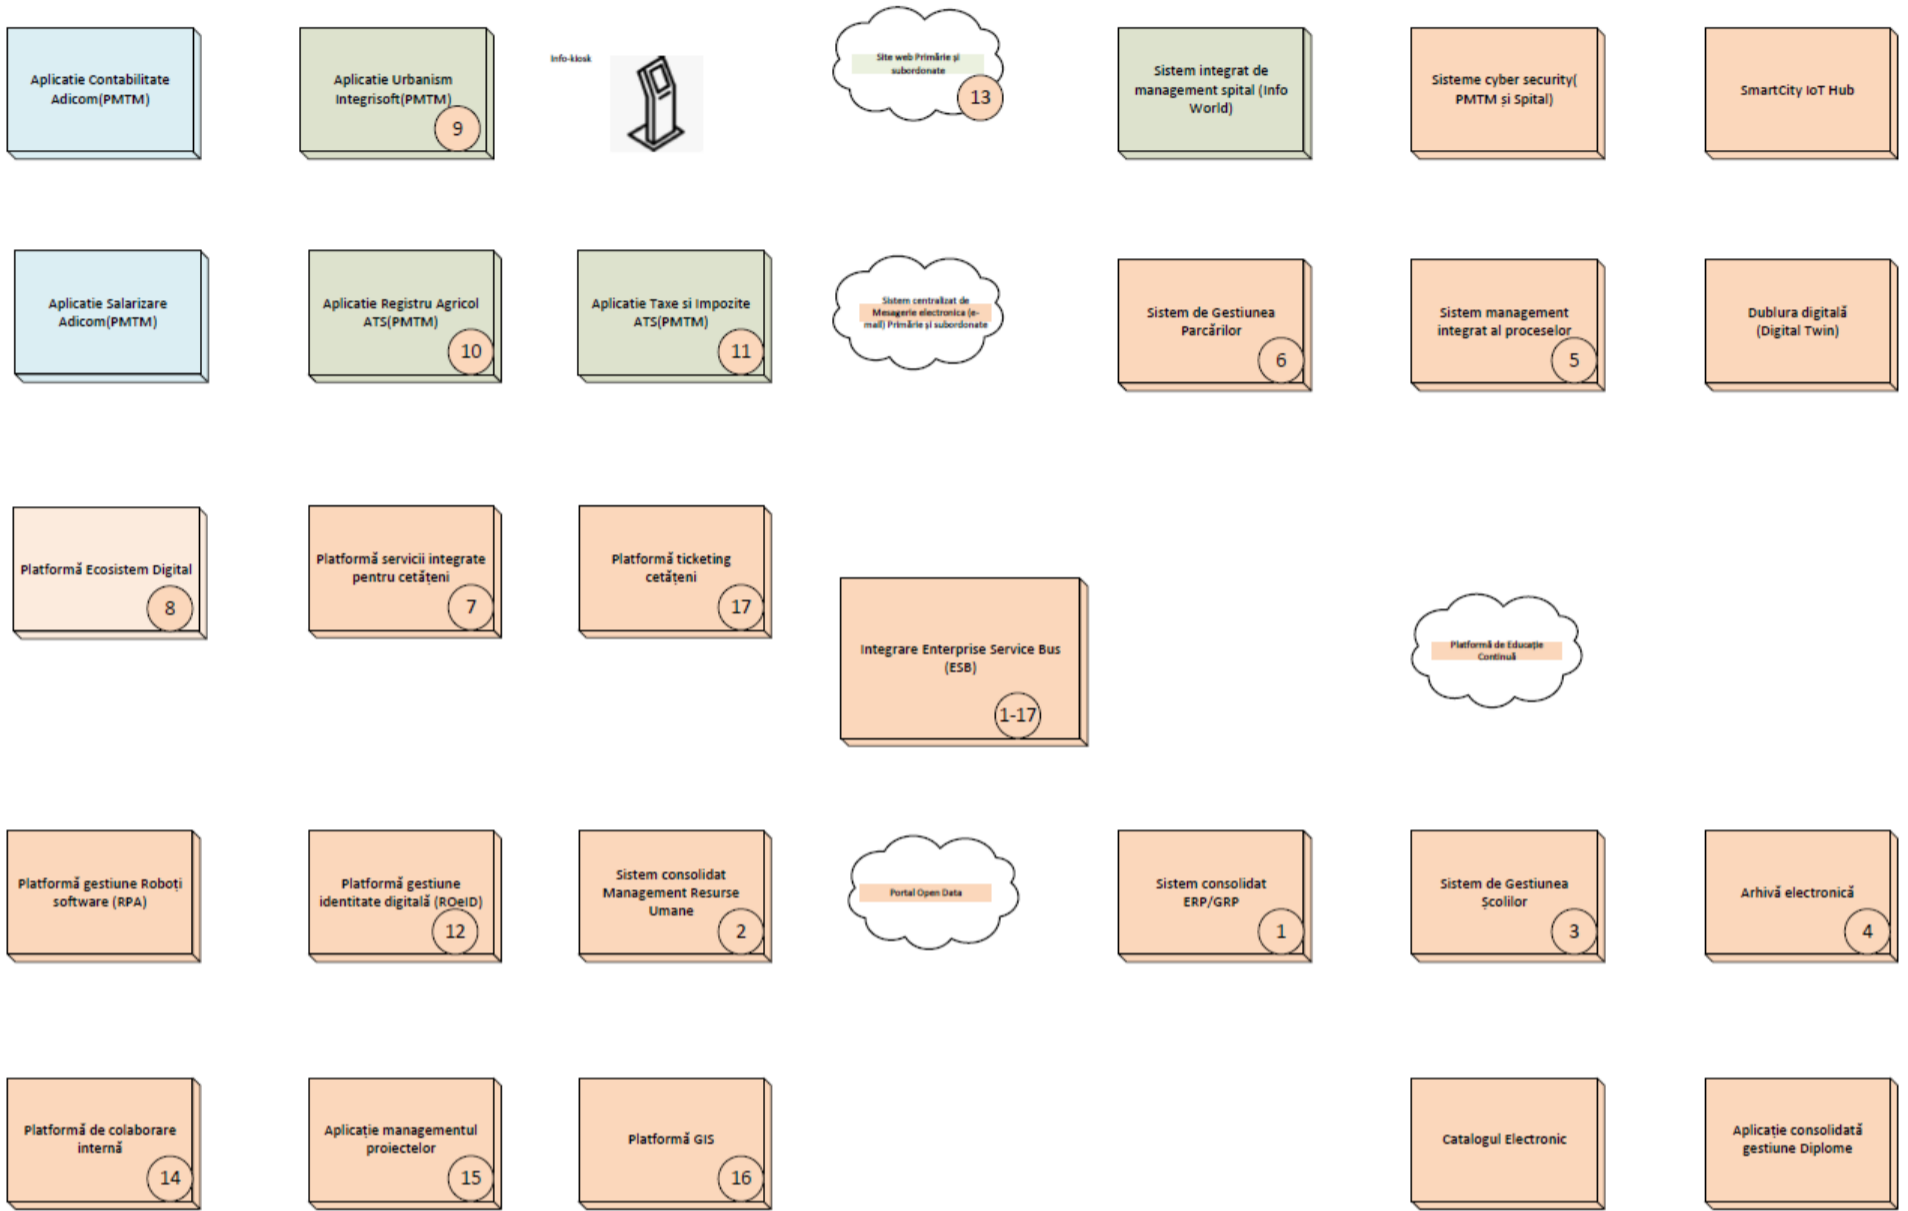 Aplicatie Contabilitate
Adicom(PMTM)
Aplicatie Urbanism
Integrisoft(PMTM)
9
Info-kiosk
Site web Primărie și
subordonate
13
Sistem integrat de
management spital (Info
World)
Sisteme cyber security(
PMTM și Spital)
SmartCity IoT Hub
Aplicatie Salarizare
Adicom(PMTM)
Aplicatie Registru Agricol
ATS(PMTM)
10
Aplicatie Taxe si Impozite
ATS(PMTM)
11
Sistem centralizat de
Mesagerie electronica (e-
mail) Primărie și subordonate
Sistem de Gestiunea
Parcărilor
6
Sistem management
integrat al proceselor
5
Dublura digitală
(Digital Twin)
Platformă Ecosistem Digital
8
Platformă servicii integrate
pentru cetățeni
7
Platformă ticketing
cetățeni
17
Integrare Enterprise Service Bus
(ESB)
1-17
Platformă de Educație
Continuă
Platformă gestiune Roboți
software (RPA)
Platformă gestiune
identitate digitală (ROeID)
12
Sistem consolidat
Management Resurse
Umane
2
Portal Open Data
Sistem consolidat
ERP/GRP
1
Sistem de Gestiunea
Școlilor
3
Arhivă electronică
4
Platformă de colaborare
internă
14
Aplicație managementul
proiectelor
15
Platformă GIS
16
Catalogul Electronic
Aplicație consolidată
gestiune Diplome